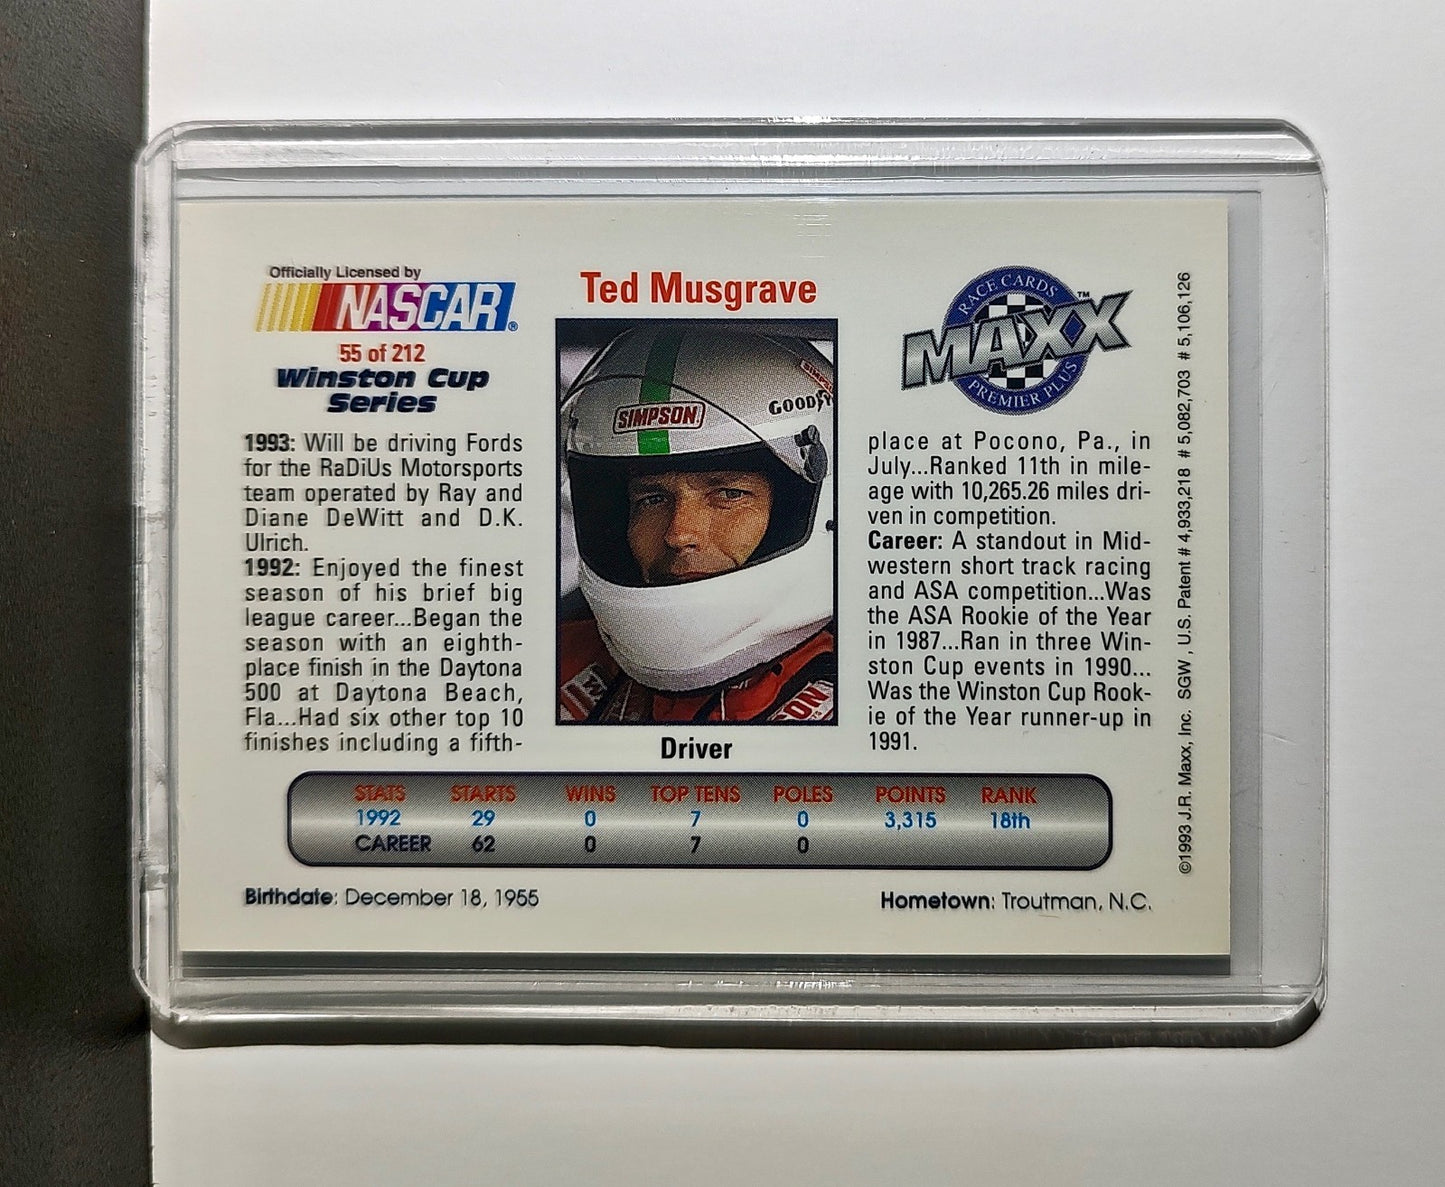 Officially Licensed by
NASCAR®
55 of 212
Winston Cup
Series
1993: Will be driving Fords
for the RaDiUs Motorsports
team operated by Ray and
Diane DeWitt and D.K.
Ulrich.
1992: Enjoyed the finest
season of his brief big
league career...Began the
season with an eighth-
place finish in the Daytona
500 at Daytona Beach,
Fla...Had six other top 10
finishes including a fifth-
Ted Musgrave
SIMPSON
SIMPSON
GOODY
Driver
RACE CARDS
MAXX™
PREMIER PLUS
place at Pocono, Pa., in
July...Ranked 11th in mile-
age with 10,265.26 miles dri-
ven in competition.
Career: A standout in Mid-
western short track racing
and ASA competition...Was
the ASA Rookie of the Year
in 1987...Ran in three Win-
ston Cup events in 1990...
Was the Winston Cup Rook-
ie of the Year runner-up in
1991.
STATS STARTS WINS TOP TENS POLES POINTS RANK
1992 29 0 7 0 3,315 18th
CAREER 62 0 7 0
Birthdate: December 18, 1955
Hometown: Troutman, N.C.
©1993 J.R. Maxx, Inc. SGW , U.S. Patent # 4,933,218 # 5,082,703 # 5,106,126